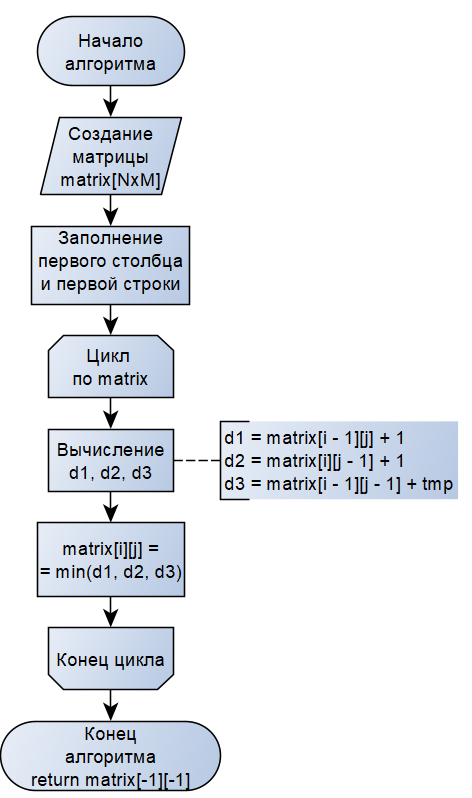 Начало
алгоритма
Создание
матрицы
matrix[NxM]
Заполнение
первого столбца
и первой строки
Цикл
по matrix
Вычисление
d1, d2, d3
d1 = matrix[i - 1][j] + 1
d2 = matrix[i][j - 1] + 1
d3 = matrix[i - 1][j - 1] + tmp
matrix[i][j] =
= min(d1, d2, d3)
Конец цикла
Конец
алгоритма
return matrix[-1][-1]